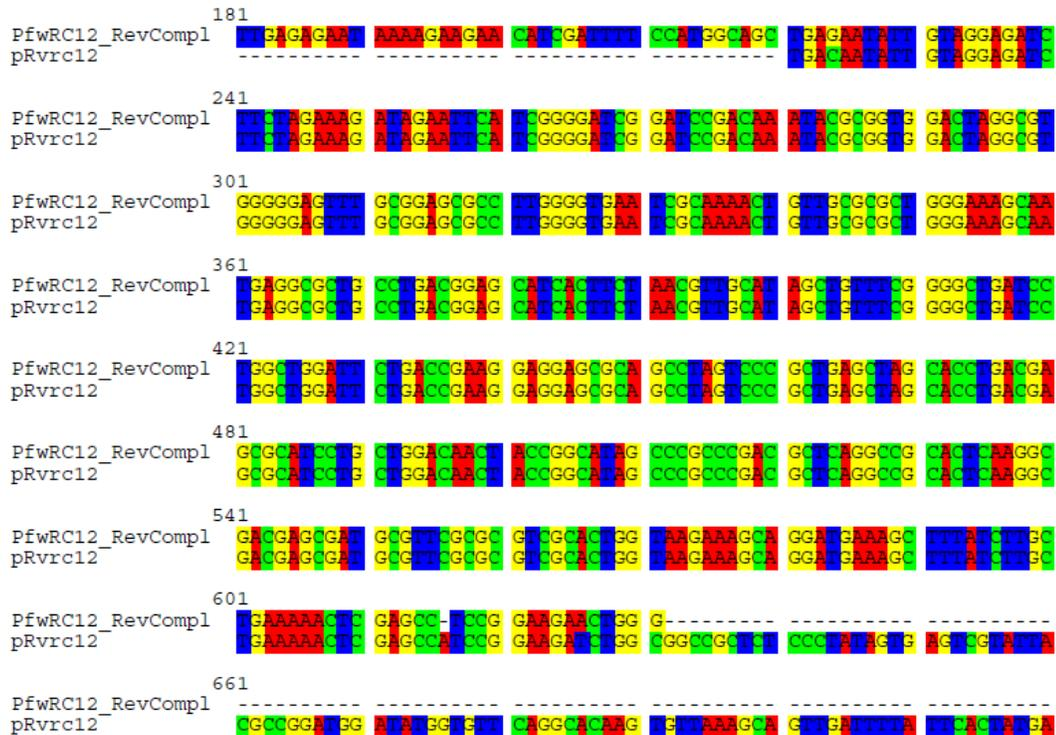 181
PfwRC12_RevCompl TTGAGAGAAT AAAAGAAGAA CATCGATTTT CCATGGCAGC TGAGAATATT GTAGGAGATC
pRvrc12 ---------- ---------- ---------- ---------- TGACAATATT GTAGGAGATC
241
PfwRC12_RevCompl TTCTAGAAAG ATAGAATTCA TCGGGGATCG GATCCGACAA ATACGCGGTG GACTAGGCGT
pRvrc12 TTCTAGAAAG ATAGAATTCA TCGGGGATCG GATCCGACAA ATACGCGGTG GACTAGGCGT
301
PfwRC12_RevCompl GGGGGAGTTT GCGGAGCGCC TTGGGGTGAA TCGCAAAACT GTTGCGCGCT GGGAAAGCAA
pRvrc12 GGGGGAGTTT GCGGAGCGCC TTGGGGTGAA TCGCAAAACT GTTGCGCGCT GGGAAAGCAA
361
PfwRC12_RevCompl TGAGGCGCTG CCTGACGGAG CATCACTTCT AACGTTGCAT AGCTGTTTCG GGGCTGATCC
pRvrc12 TGAGGCGCTG CCTGACGGAG CATCACTTCT AACGTTGCAT AGCTGTTTCG GGGCTGATCC
421
PfwRC12_RevCompl TGGCTGGATT CTGACCGAAG GAGGAGCGCA GCCTAGTCCC GCTGAGCTAG CACCTGACGA
pRvrc12 TGGCTGGATT CTGACCGAAG GAGGAGCGCA GCCTAGTCCC GCTGAGCTAG CACCTGACGA
481
PfwRC12_RevCompl GCGCATCCTG CTGGACAACT ACCGGCATAG CCCGCCCGAC GCTCAGGCCG CACTCAAGGC
pRvrc12 GCGCATCCTG CTGGACAACT ACCGGCATAG CCCGCCCGAC GCTCAGGCCG CACTCAAGGC
541
PfwRC12_RevCompl GACGAGCGAT GCGTTCGCGC GTCGCACTGG TAAGAAAGCA GGATGAAAGC TTTATCTTGC
pRvrc12 GACGAGCGAT GCGTTCGCGC GTCGCACTGG TAAGAAAGCA GGATGAAAGC TTTATCTTGC
601
PfwRC12_RevCompl TGAAAAACTC GAGCC-TCCG GAAGAACTGG G--------- ---------- ----------
pRvrc12 TGAAAAACTC GAGCCATCCG GAAGATCTGG CGGCCGCTCT CCCTATAGTG AGTCGTATTA
661
PfwRC12_RevCompl ---------- ---------- ---------- ---------- ---------- ----------
pRvrc12 CGCCGGATGG ATATGGTGTT CAGGCACAAG TGTTAAAGCA GTTGATTTTA TTCACTATGA